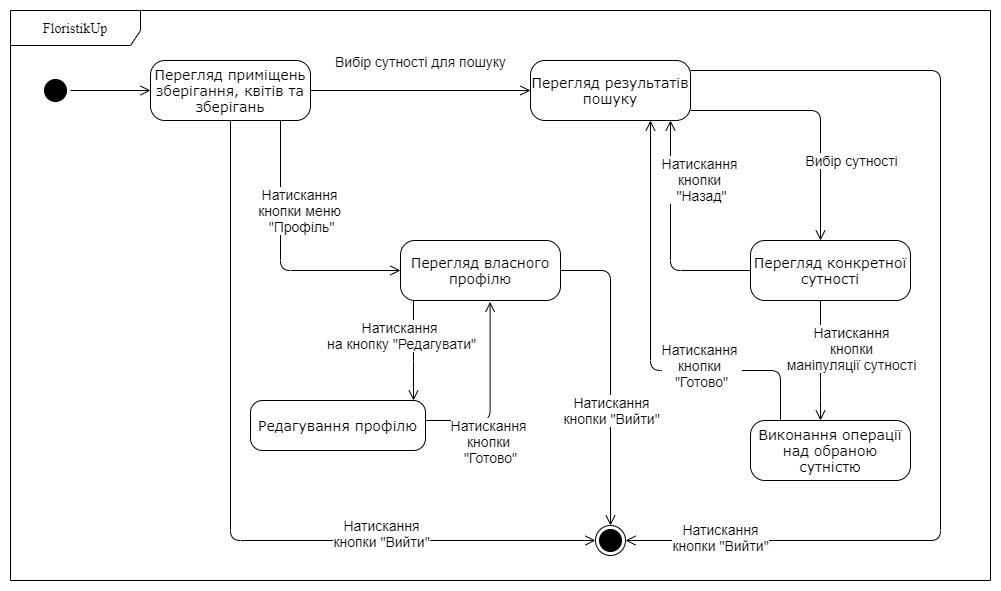 FloristikUp
Перегляд приміщень
зберігання, квітів та
зберігань
Вибір сутності для пошуку
Перегляд результатів
пошуку
Натискання
кнопки
"Назад"
Вибір сутності
Натискання
кнопки меню
"Профіль"
Перегляд власного
профілю
Перегляд конкретної
сутності
Натискання
на кнопку "Редагувати"
Натискання
кнопки
маніпуляції сутності
Натискання
кнопки
"Готово"
Редагування профілю
Натискання
кнопки
"Готово"
Натискання
кнопки "Вийти"
Виконання операції
над обраною
сутністю
Натискання
кнопки "Вийти"
Натискання
кнопки "Вийти"